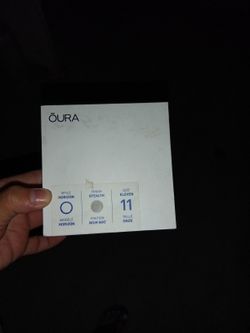 ŌURA
STYLE
HORIZON
MODÈLE
HORIZON
FINISH
STEALTH
FINITION
NOIR MAT
SIZE
ELEVEN
11
TAILLE
ONZE